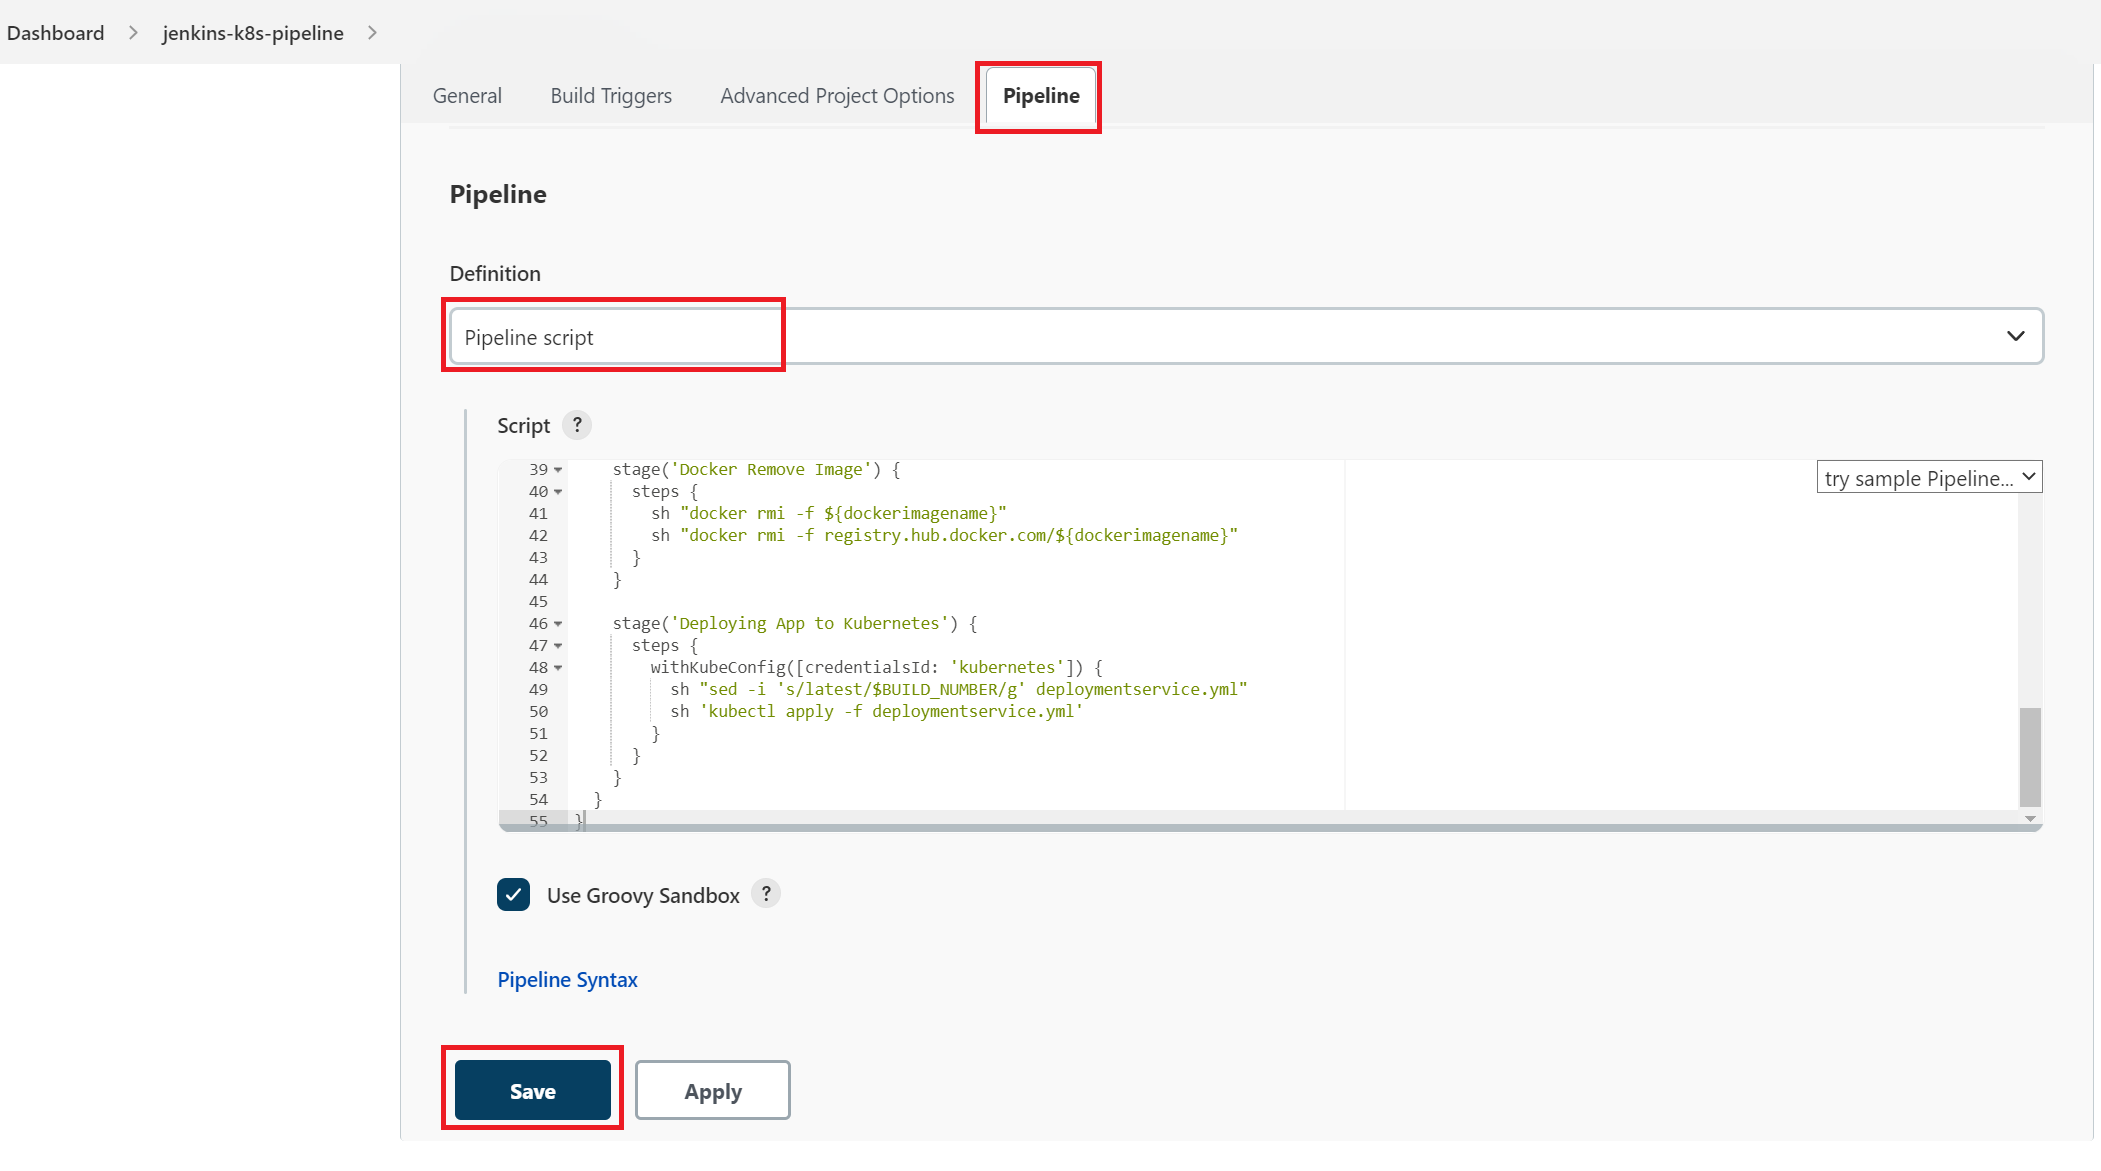 Dashboard > jenkins-k8s-pipeline >
General Build Triggers Advanced Project Options Pipeline
Pipeline
Definition
Pipeline script
Script ?
try sample Pipeline...
39 stage('Docker Remove Image') {
40 steps {
41 sh "docker rmi -f ${dockerimagename}"
42 sh "docker rmi -f registry.hub.docker.com/${dockerimagename}"
43 }
44 }
45
46 stage('Deploying App to Kubernetes') {
47 steps {
48 withKubeConfig([credentialsId: 'kubernetes']) {
49 sh "sed -i 's/latest/$BUILD_NUMBER/g' deploymentservice.yml"
50 sh 'kubectl apply -f deploymentservice.yml'
51 }
52 }
53 }
54 }
55 }
Use Groovy Sandbox ?
Pipeline Syntax
Save Apply